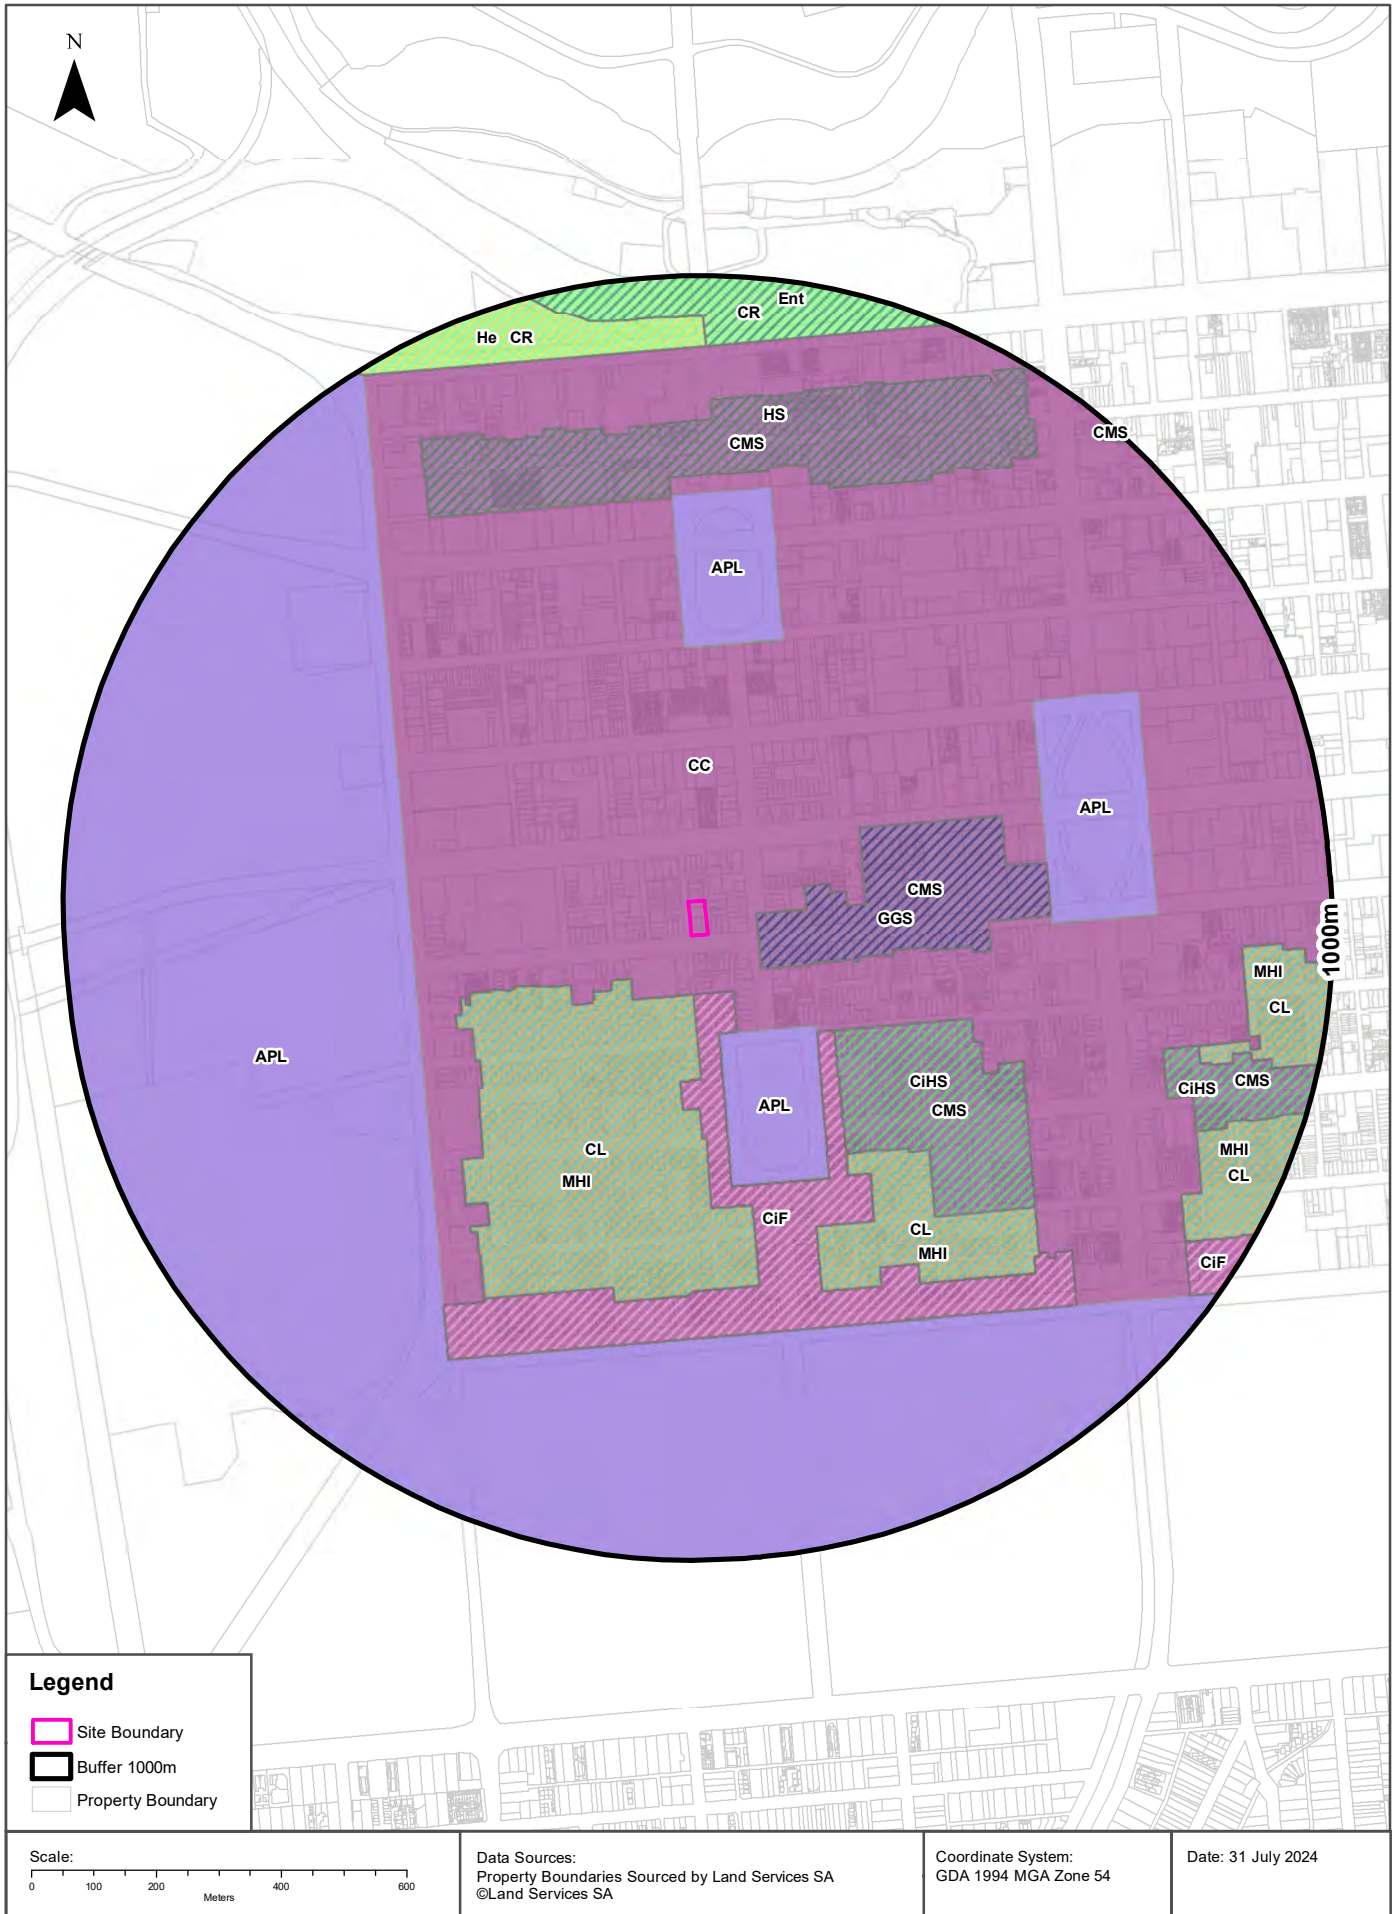 N
Ent
CR
He CR
HS
CMS
CMS
APL
CC
APL
CMS
GGS
1000m
MHI
CL
APL
CiHS
CMS
CiHS
CMS
APL
CL
MHI
MHI
CL
CiF
CL
MHI
CiF
Legend
Site Boundary
Buffer 1000m
Property Boundary
Scale:
0 100 200 400 600
Meters
Data Sources:
Property Boundaries Sourced by Land Services SA
©Land Services SA
Coordinate System:
GDA 1994 MGA Zone 54
Date: 31 July 2024